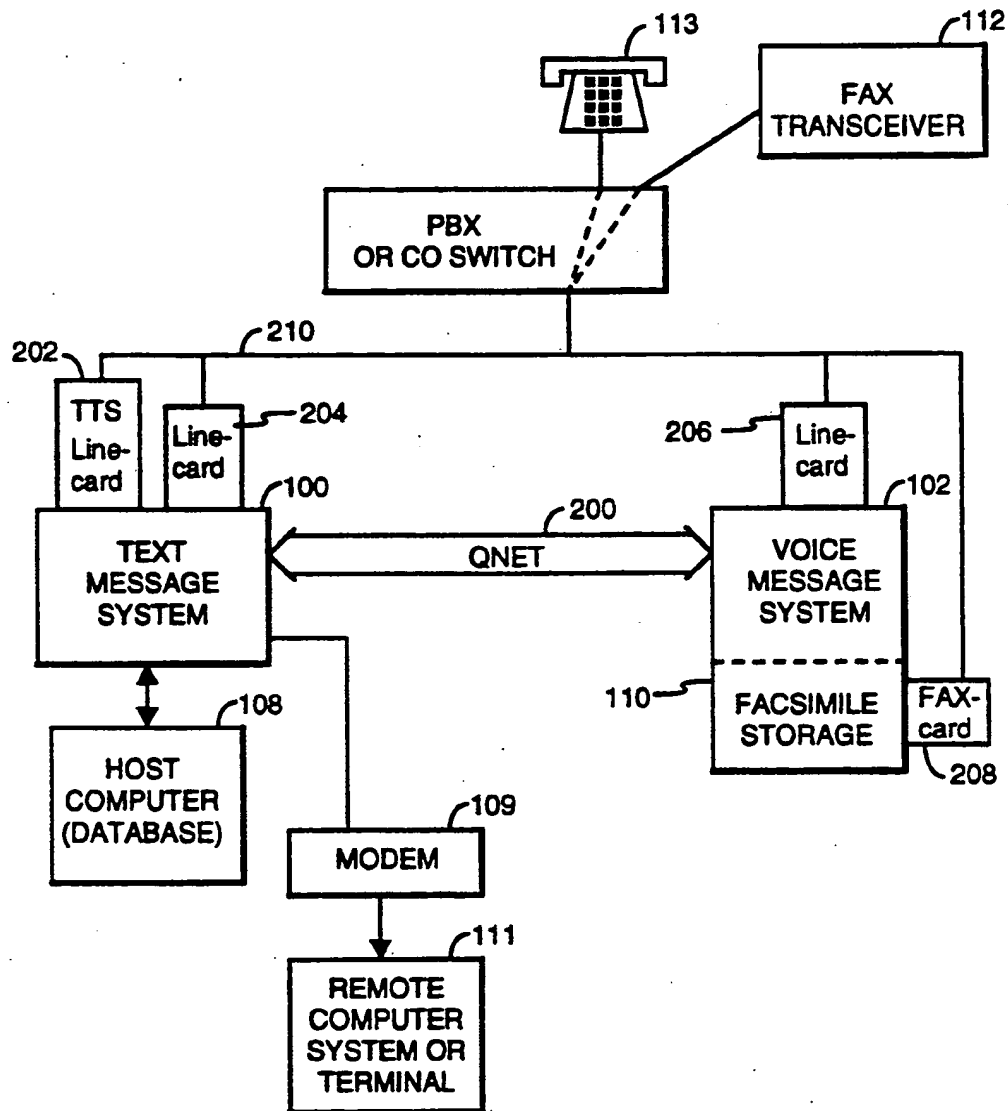 113
112
FAX
TRANSCEIVER
PBX
OR CO SWITCH
210
202
TTS
Line-
card
204
Line-
card
206
Line-
card
100
200
102
TEXT
MESSAGE
SYSTEM
QNET
VOICE
MESSAGE
SYSTEM
110
FACSIMILE
STORAGE
FAX-
card
208
108
HOST
COMPUTER
(DATABASE)
109
MODEM
111
REMOTE
COMPUTER
SYSTEM OR
TERMINAL